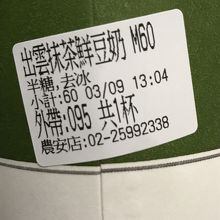 出雲抹茶鮮豆奶 M60
半糖,去冰
小計:60 03/09 13:04
外帶:095 共1杯
農安店:02-25992338